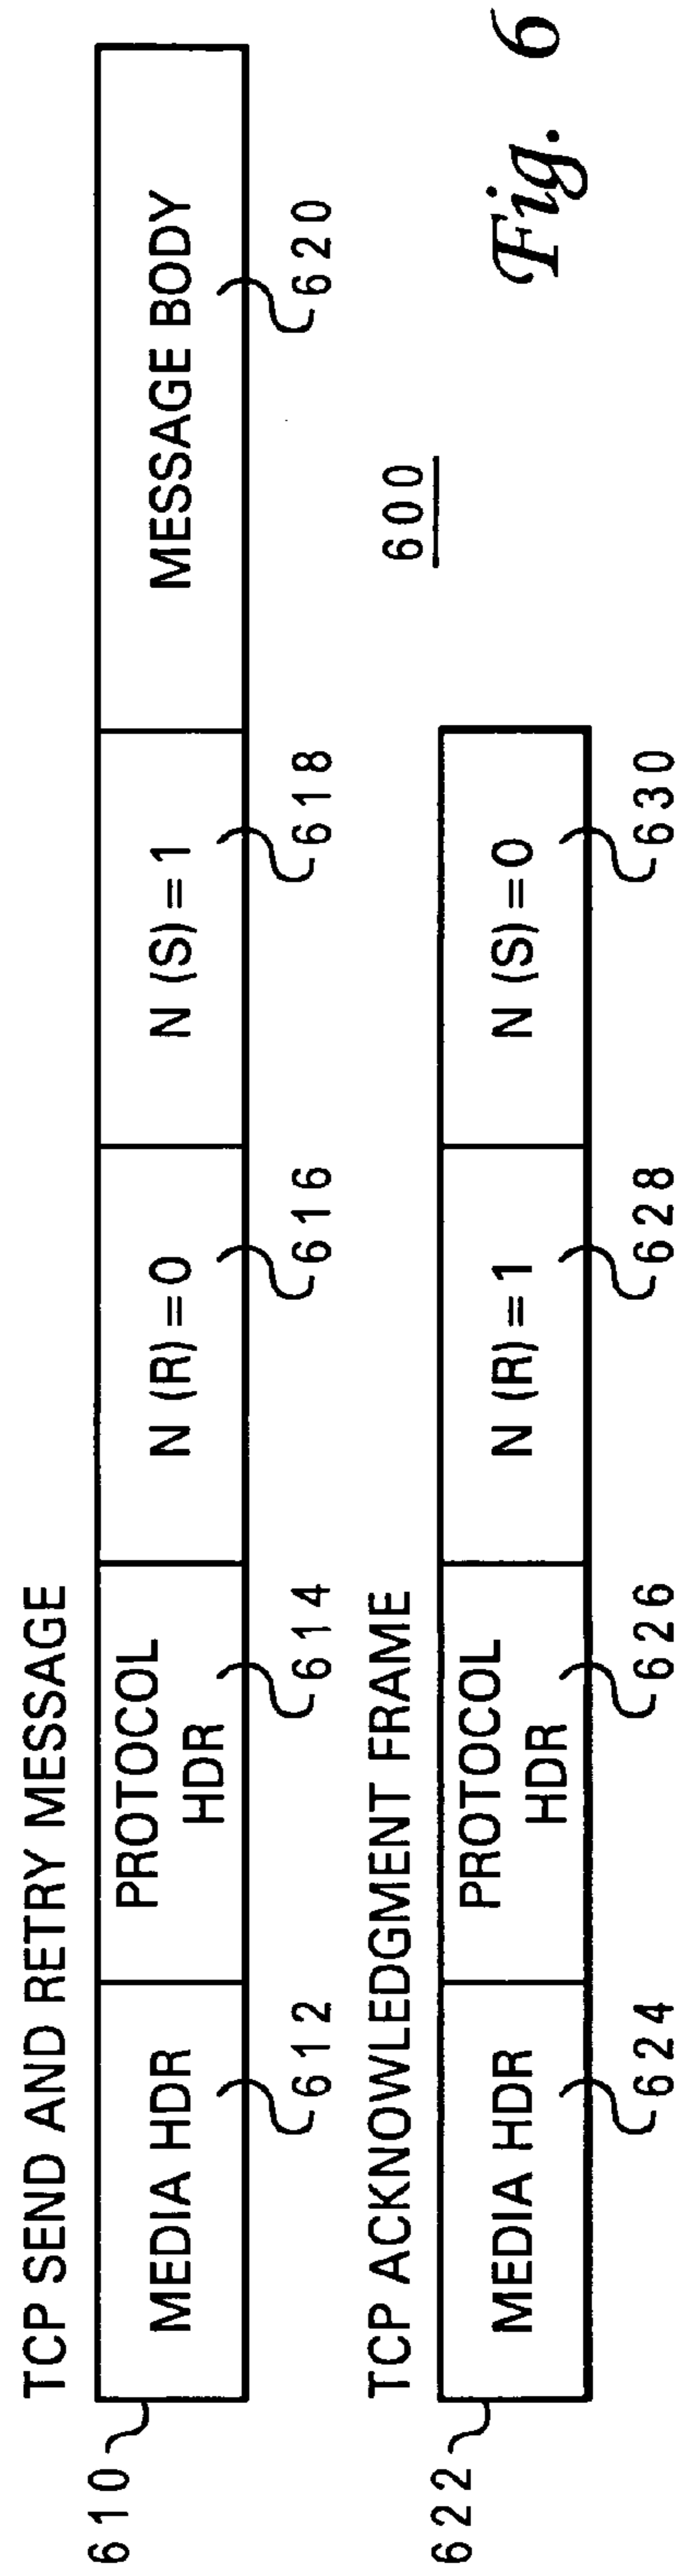 TCP SEND AND RETRY MESSAGE
610
MEDIA HDR
PROTOCOL
HDR
N (R) = 0
N (S) = 1
MESSAGE BODY
612
614
616
618
620
TCP ACKNOWLEDGMENT FRAME
600
622
MEDIA HDR
PROTOCOL
HDR
N (R) = 1
N (S) = 0
624
626
628
630
Fig. 6